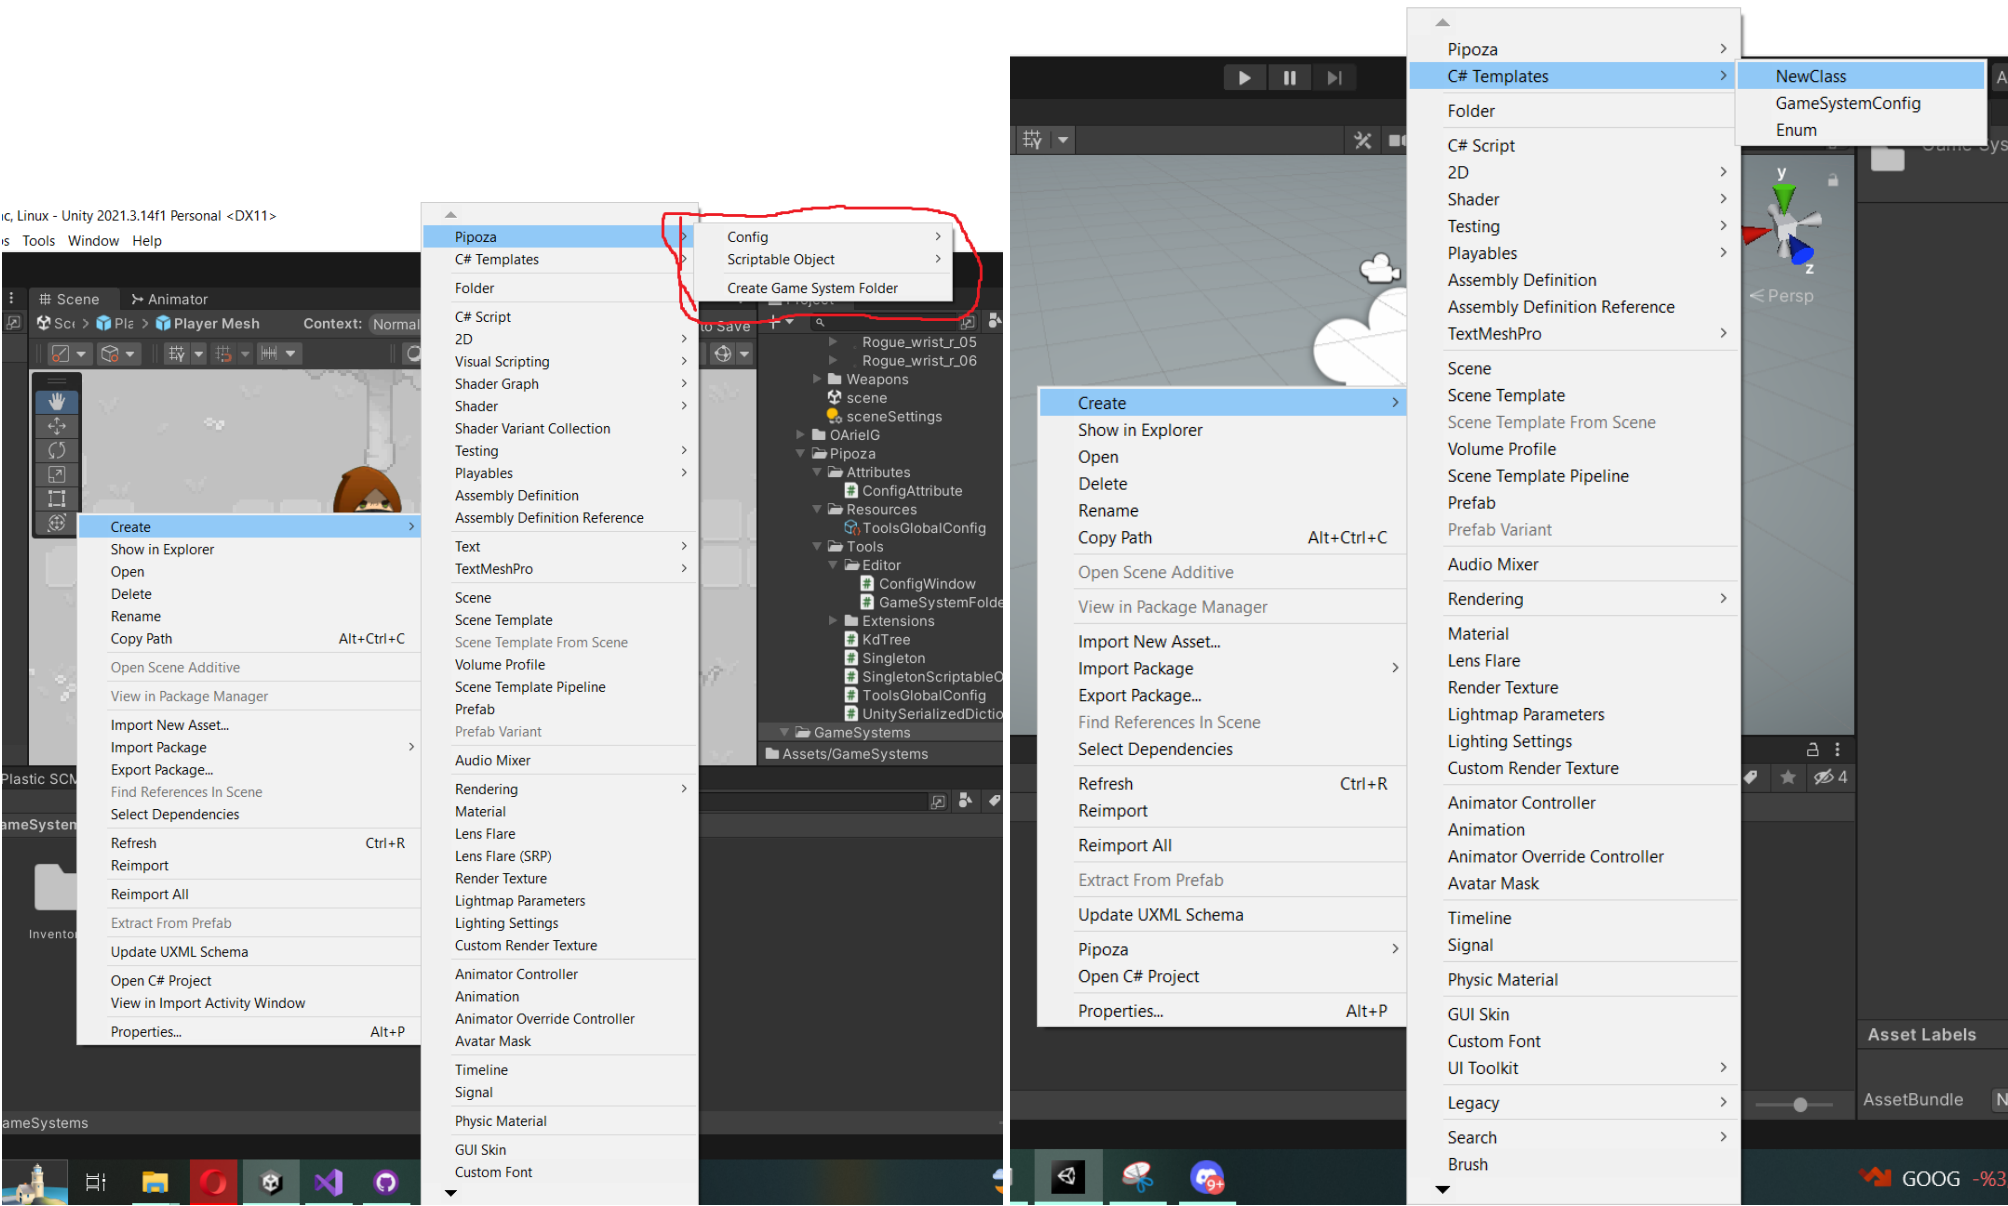 ac, Linux - Unity 2021.3.14f1 Personal <DX11>
Tools Window Help
Scene Animator
Player Mesh Context: Normal
to Save
Create
Show in Explorer
Open
Delete
Rename
Copy Path Alt+Ctrl+C
Open Scene Additive
View in Package Manager
Import New Asset...
Import Package
Export Package...
Find References In Scene
Select Dependencies
Refresh Ctrl+R
Reimport
Reimport All
Extract From Prefab
Update UXML Schema
Open C# Project
View in Import Activity Window
Properties... Alt+P
Plastic SCM
ameSystem
Invento
ameSystems
Pipoza
C# Templates
Folder
C# Script
2D
Visual Scripting
Shader Graph
Shader
Shader Variant Collection
Testing
Playables
Assembly Definition
Assembly Definition Reference
Text
TextMeshPro
Scene
Scene Template
Scene Template From Scene
Volume Profile
Scene Template Pipeline
Prefab
Prefab Variant
Audio Mixer
Rendering
Material
Lens Flare
Lens Flare (SRP)
Render Texture
Lightmap Parameters
Lighting Settings
Custom Render Texture
Animator Controller
Animation
Animator Override Controller
Avatar Mask
Timeline
Signal
Physic Material
GUI Skin
Custom Font
Config
Scriptable Object
Create Game System Folder
Project
Rogue_wrist_r_05
Rogue_wrist_r_06
Weapons
scene
sceneSettings
OArielG
Pipoza
Attributes
ConfigAttribute
Resources
ToolsGlobalConfig
Tools
Editor
ConfigWindow
GameSystemFolde
Extensions
KdTree
Singleton
SingletonScriptableO
ToolsGlobalConfig
UnitySerializedDictio
GameSystems
Assets/GameSystems
Create
Show in Explorer
Open
Delete
Rename
Copy Path Alt+Ctrl+C
Open Scene Additive
View in Package Manager
Import New Asset...
Import Package
Export Package...
Find References In Scene
Select Dependencies
Refresh Ctrl+R
Reimport
Reimport All
Extract From Prefab
Update UXML Schema
Pipoza
Open C# Project
Properties... Alt+P
Pipoza
C# Templates
Folder
C# Script
2D
Shader
Testing
Playables
Assembly Definition
Assembly Definition Reference
TextMeshPro
Scene
Scene Template
Scene Template From Scene
Volume Profile
Scene Template Pipeline
Prefab
Prefab Variant
Audio Mixer
Rendering
Material
Lens Flare
Render Texture
Lightmap Parameters
Lighting Settings
Custom Render Texture
Animator Controller
Animation
Animator Override Controller
Avatar Mask
Timeline
Signal
Physic Material
GUI Skin
Custom Font
UI Toolkit
Legacy
Search
Brush
NewClass
GameSystemConfig
Enum
y
z
Persp
4
Asset Labels
AssetBundle N
9+
GOOG -%3